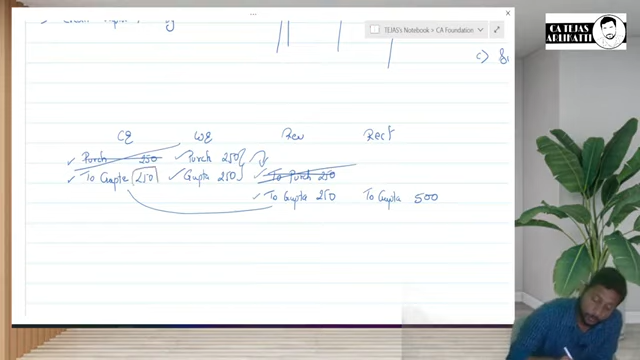 TEJAS's Notebook > CA Foundation
CA TEJAS
ARLIKATTI
c)
CE WE Rev Rect
Purch 250 Purch 250
To Gupta 250 Gupta 250 To Purch 250
To Gupta 250 To Gupta 500